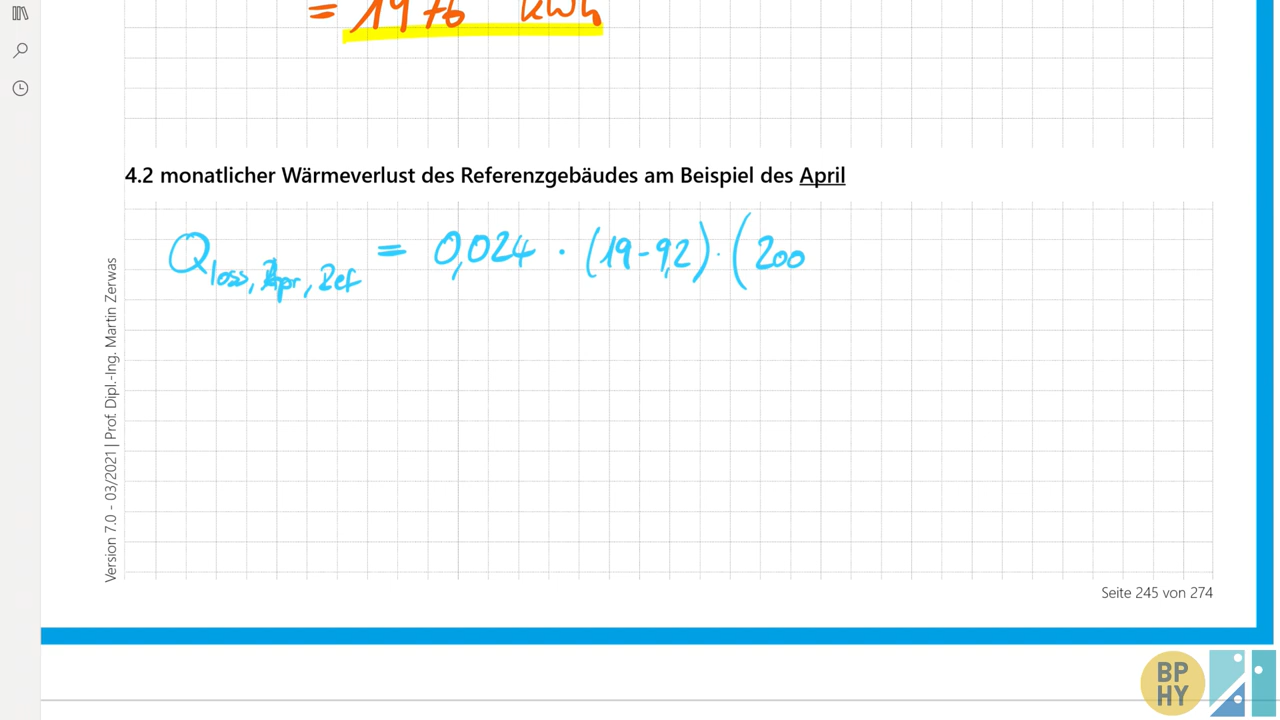 = 1976 kWh
4.2 monatlicher Wärmeverlust des Referenzgebäudes am Beispiel des April
Q loss, Apr, Ref = 0,024 · (19 - 9,2) · (200
Version 7.0 - 03/2021 | Prof. Dipl.-Ing. Martin Zerwas
Seite 245 von 274
BP
HY